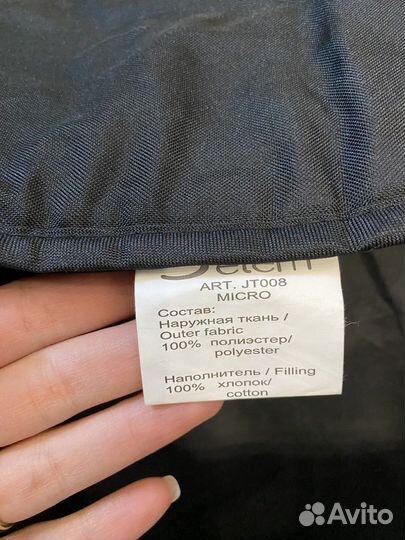 ART. JT008
MICRO
Состав:
Наружная ткань /
Outer fabric
100% полиэстер/
polyester
Наполнитель / Filling
100% хлопок/
cotton
Avito